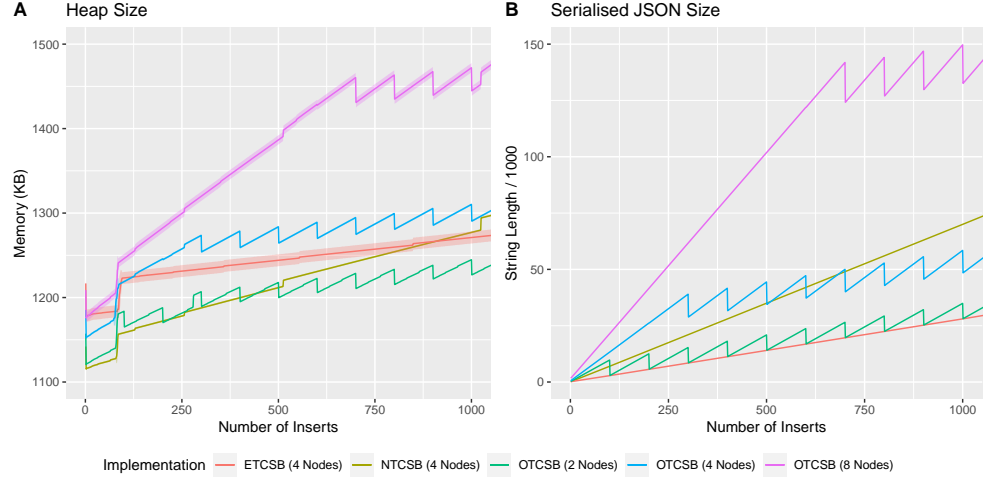 A
Heap Size
Memory (KB)
1500
1400
1300
1200
1100
0
250
500
750
1000
Number of Inserts
B
Serialised JSON Size
String Length / 1000
150
100
50
0
0
250
500
750
1000
Number of Inserts
Implementation
ETCSB (4 Nodes)
NTCSB (4 Nodes)
OTCSB (2 Nodes)
OTCSB (4 Nodes)
OTCSB (8 Nodes)